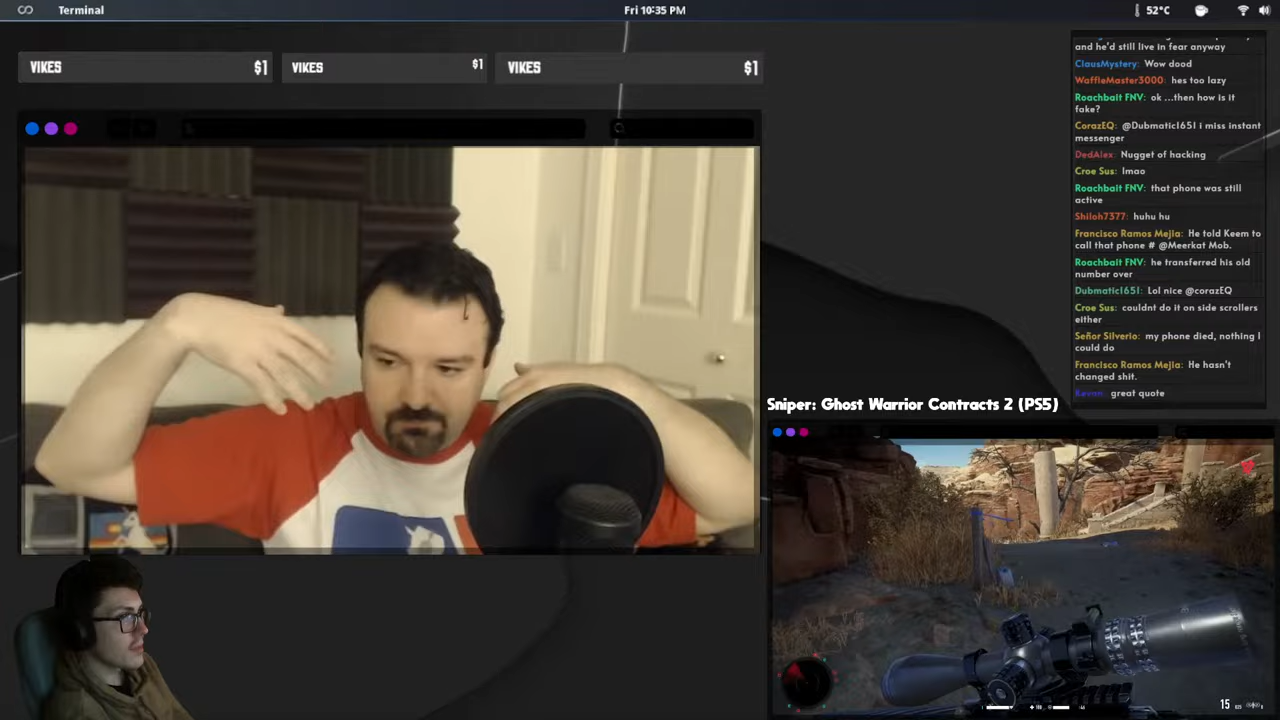 Terminal
Fri 10:35 PM
52°C
VIKES $1
VIKES $1
VIKES $1
and he'd still live in fear anyway
ClausMystery: Wow dood
WaffleMaster3000: hes too lazy
Roachbait FNV: ok ...then how is it
fake?
CorazEQ: @Dubmatic1651 i miss instant
messenger
DedAlex: Nugget of hacking
Croe Sus: lmao
Roachbait FNV: that phone was still
active
Shiloh7377: huhu hu
Francisco Ramos Mejia: He told Keem to
call that phone # @Meerkat Mob.
Roachbait FNV: he transferred his old
number over
Dubmatic1651: Lol nice @corazEQ
Croe Sus: couldnt do it on side scrollers
either
Señor Silverio: my phone died, nothing I
could do
Francisco Ramos Mejia: He hasn't
changed shit.
Kevan: great quote
Sniper: Ghost Warrior Contracts 2 (PS5)
15